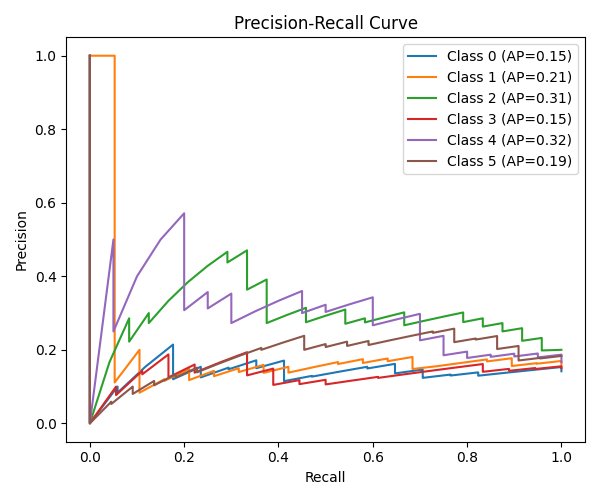 Precision-Recall Curve
Class 0 (AP=0.15)
Class 1 (AP=0.21)
Class 2 (AP=0.31)
Class 3 (AP=0.15)
Class 4 (AP=0.32)
Class 5 (AP=0.19)
Precision
1.0
0.8
0.6
0.4
0.2
0.0
0.0 0.2 0.4 0.6 0.8 1.0
Recall